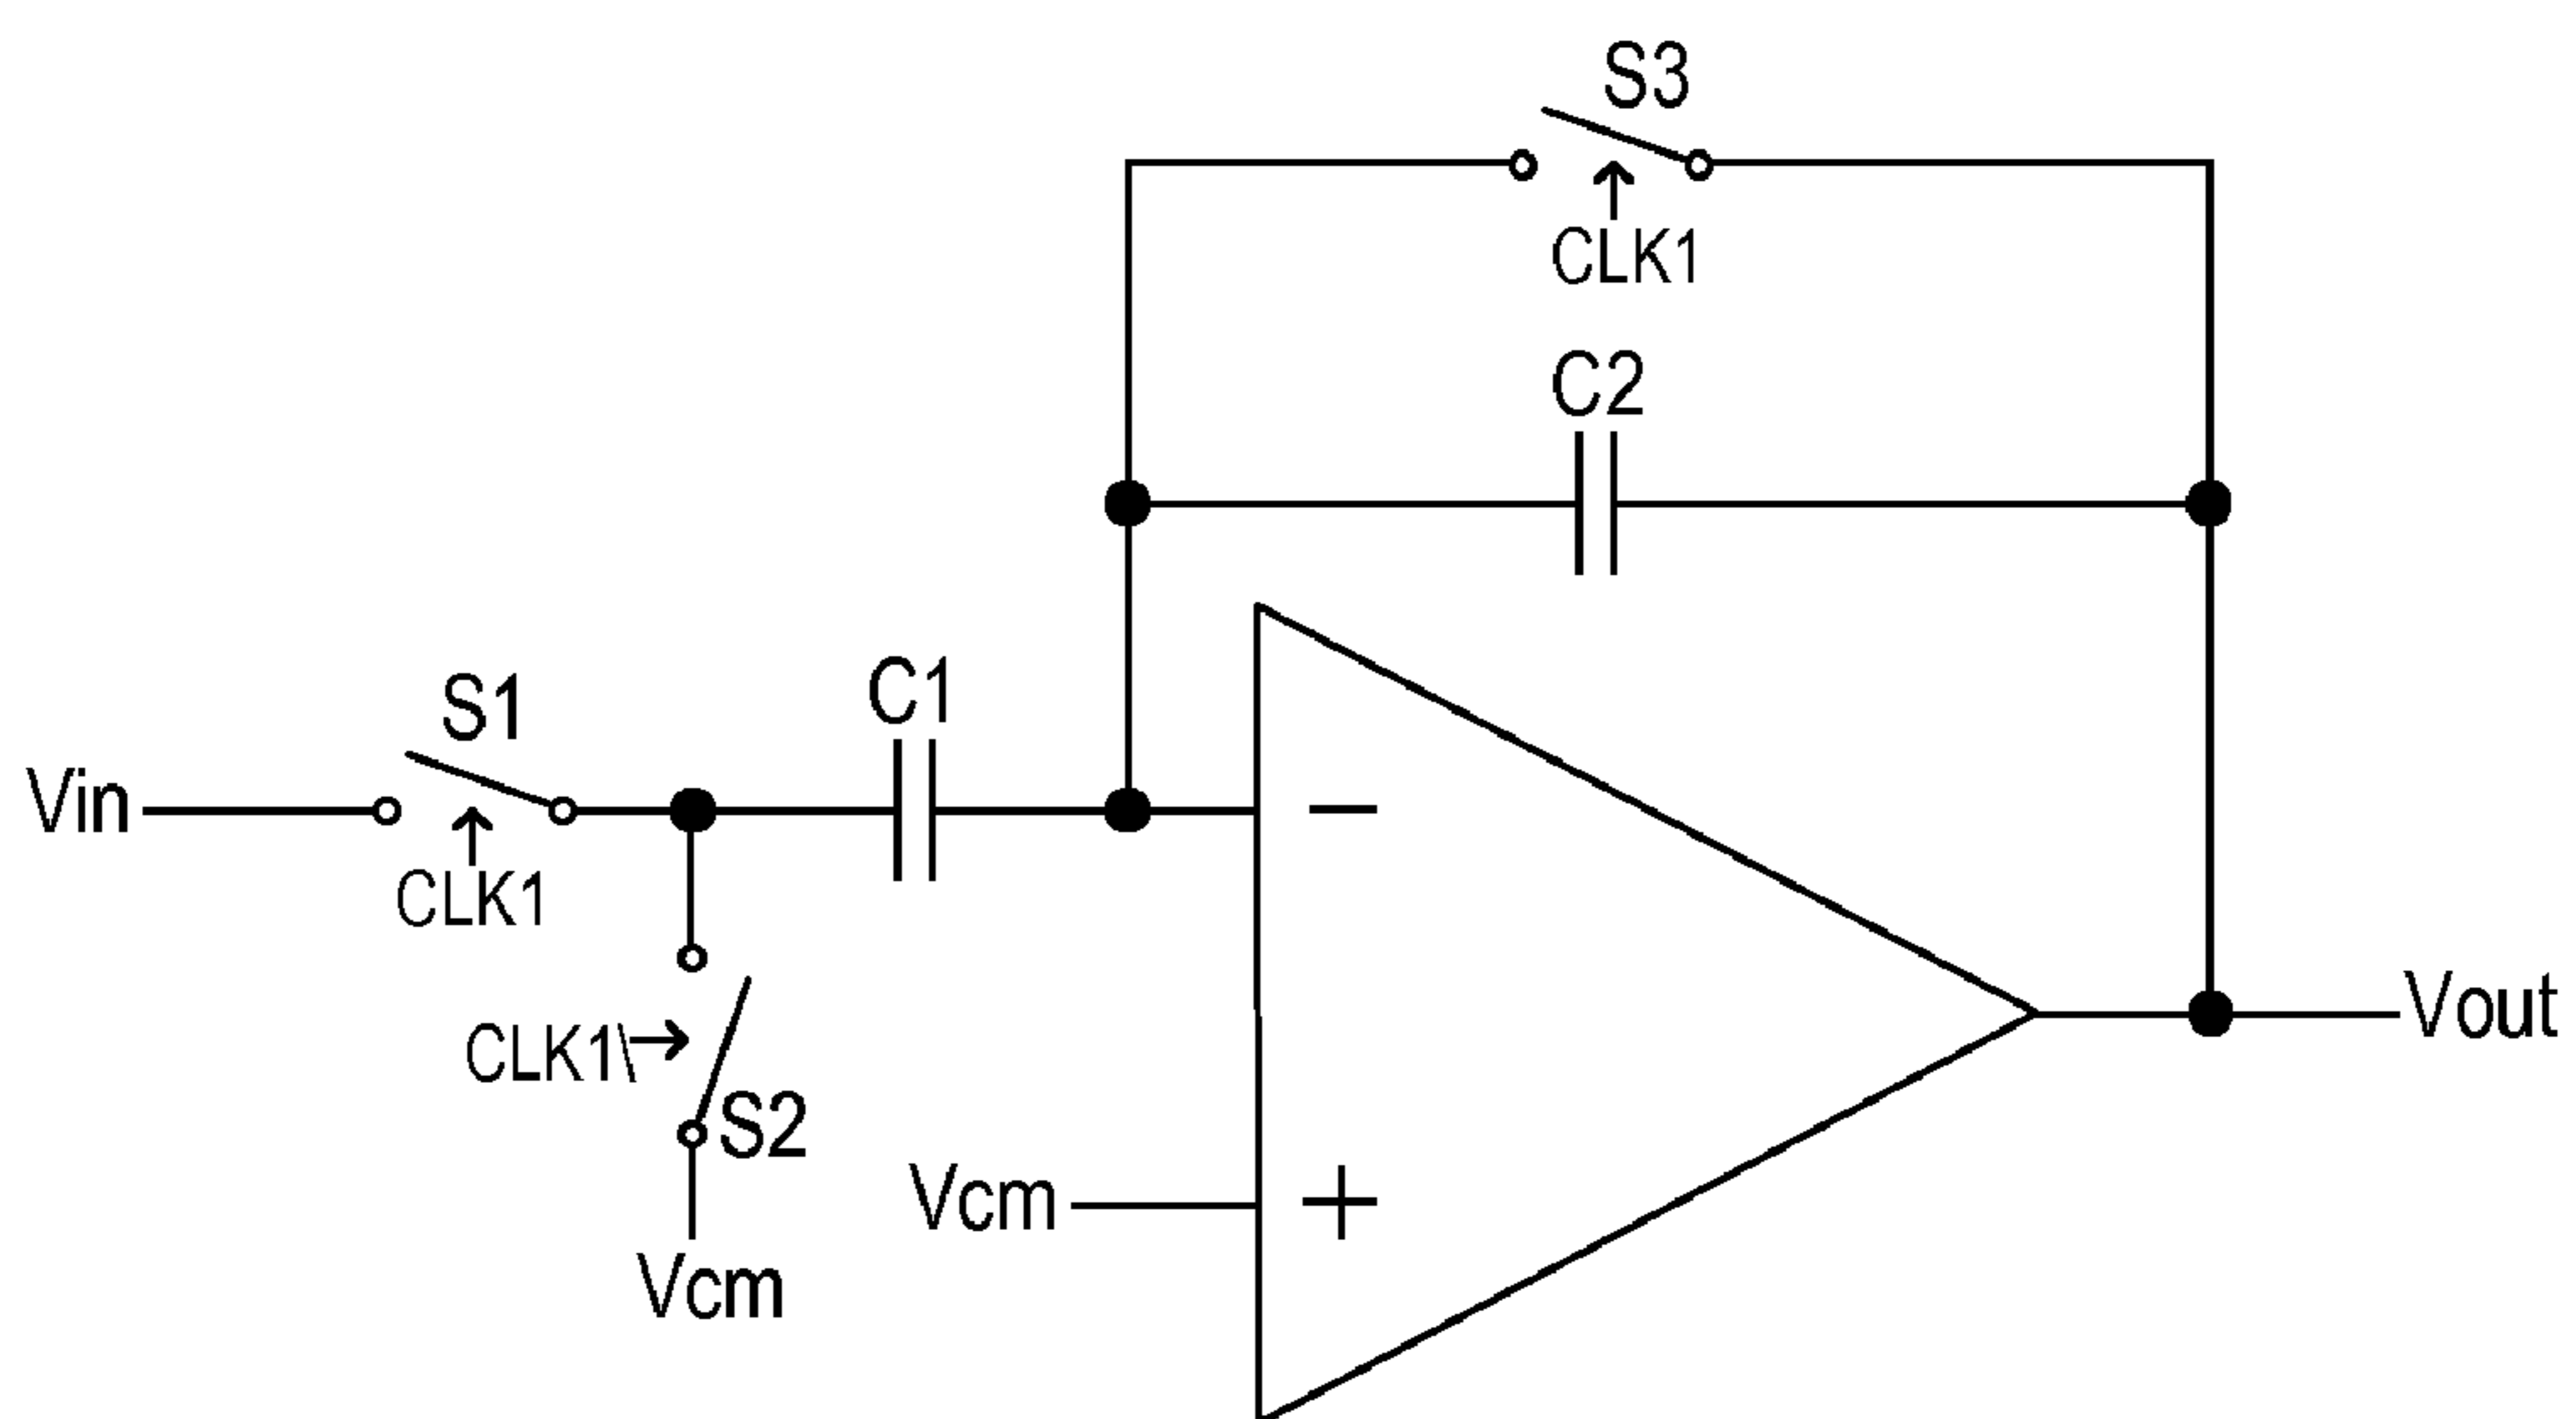 S3
CLK1
C2
C1
S1
Vin
CLK1
−
Vout
CLK1\
S2
Vcm
+
Vcm